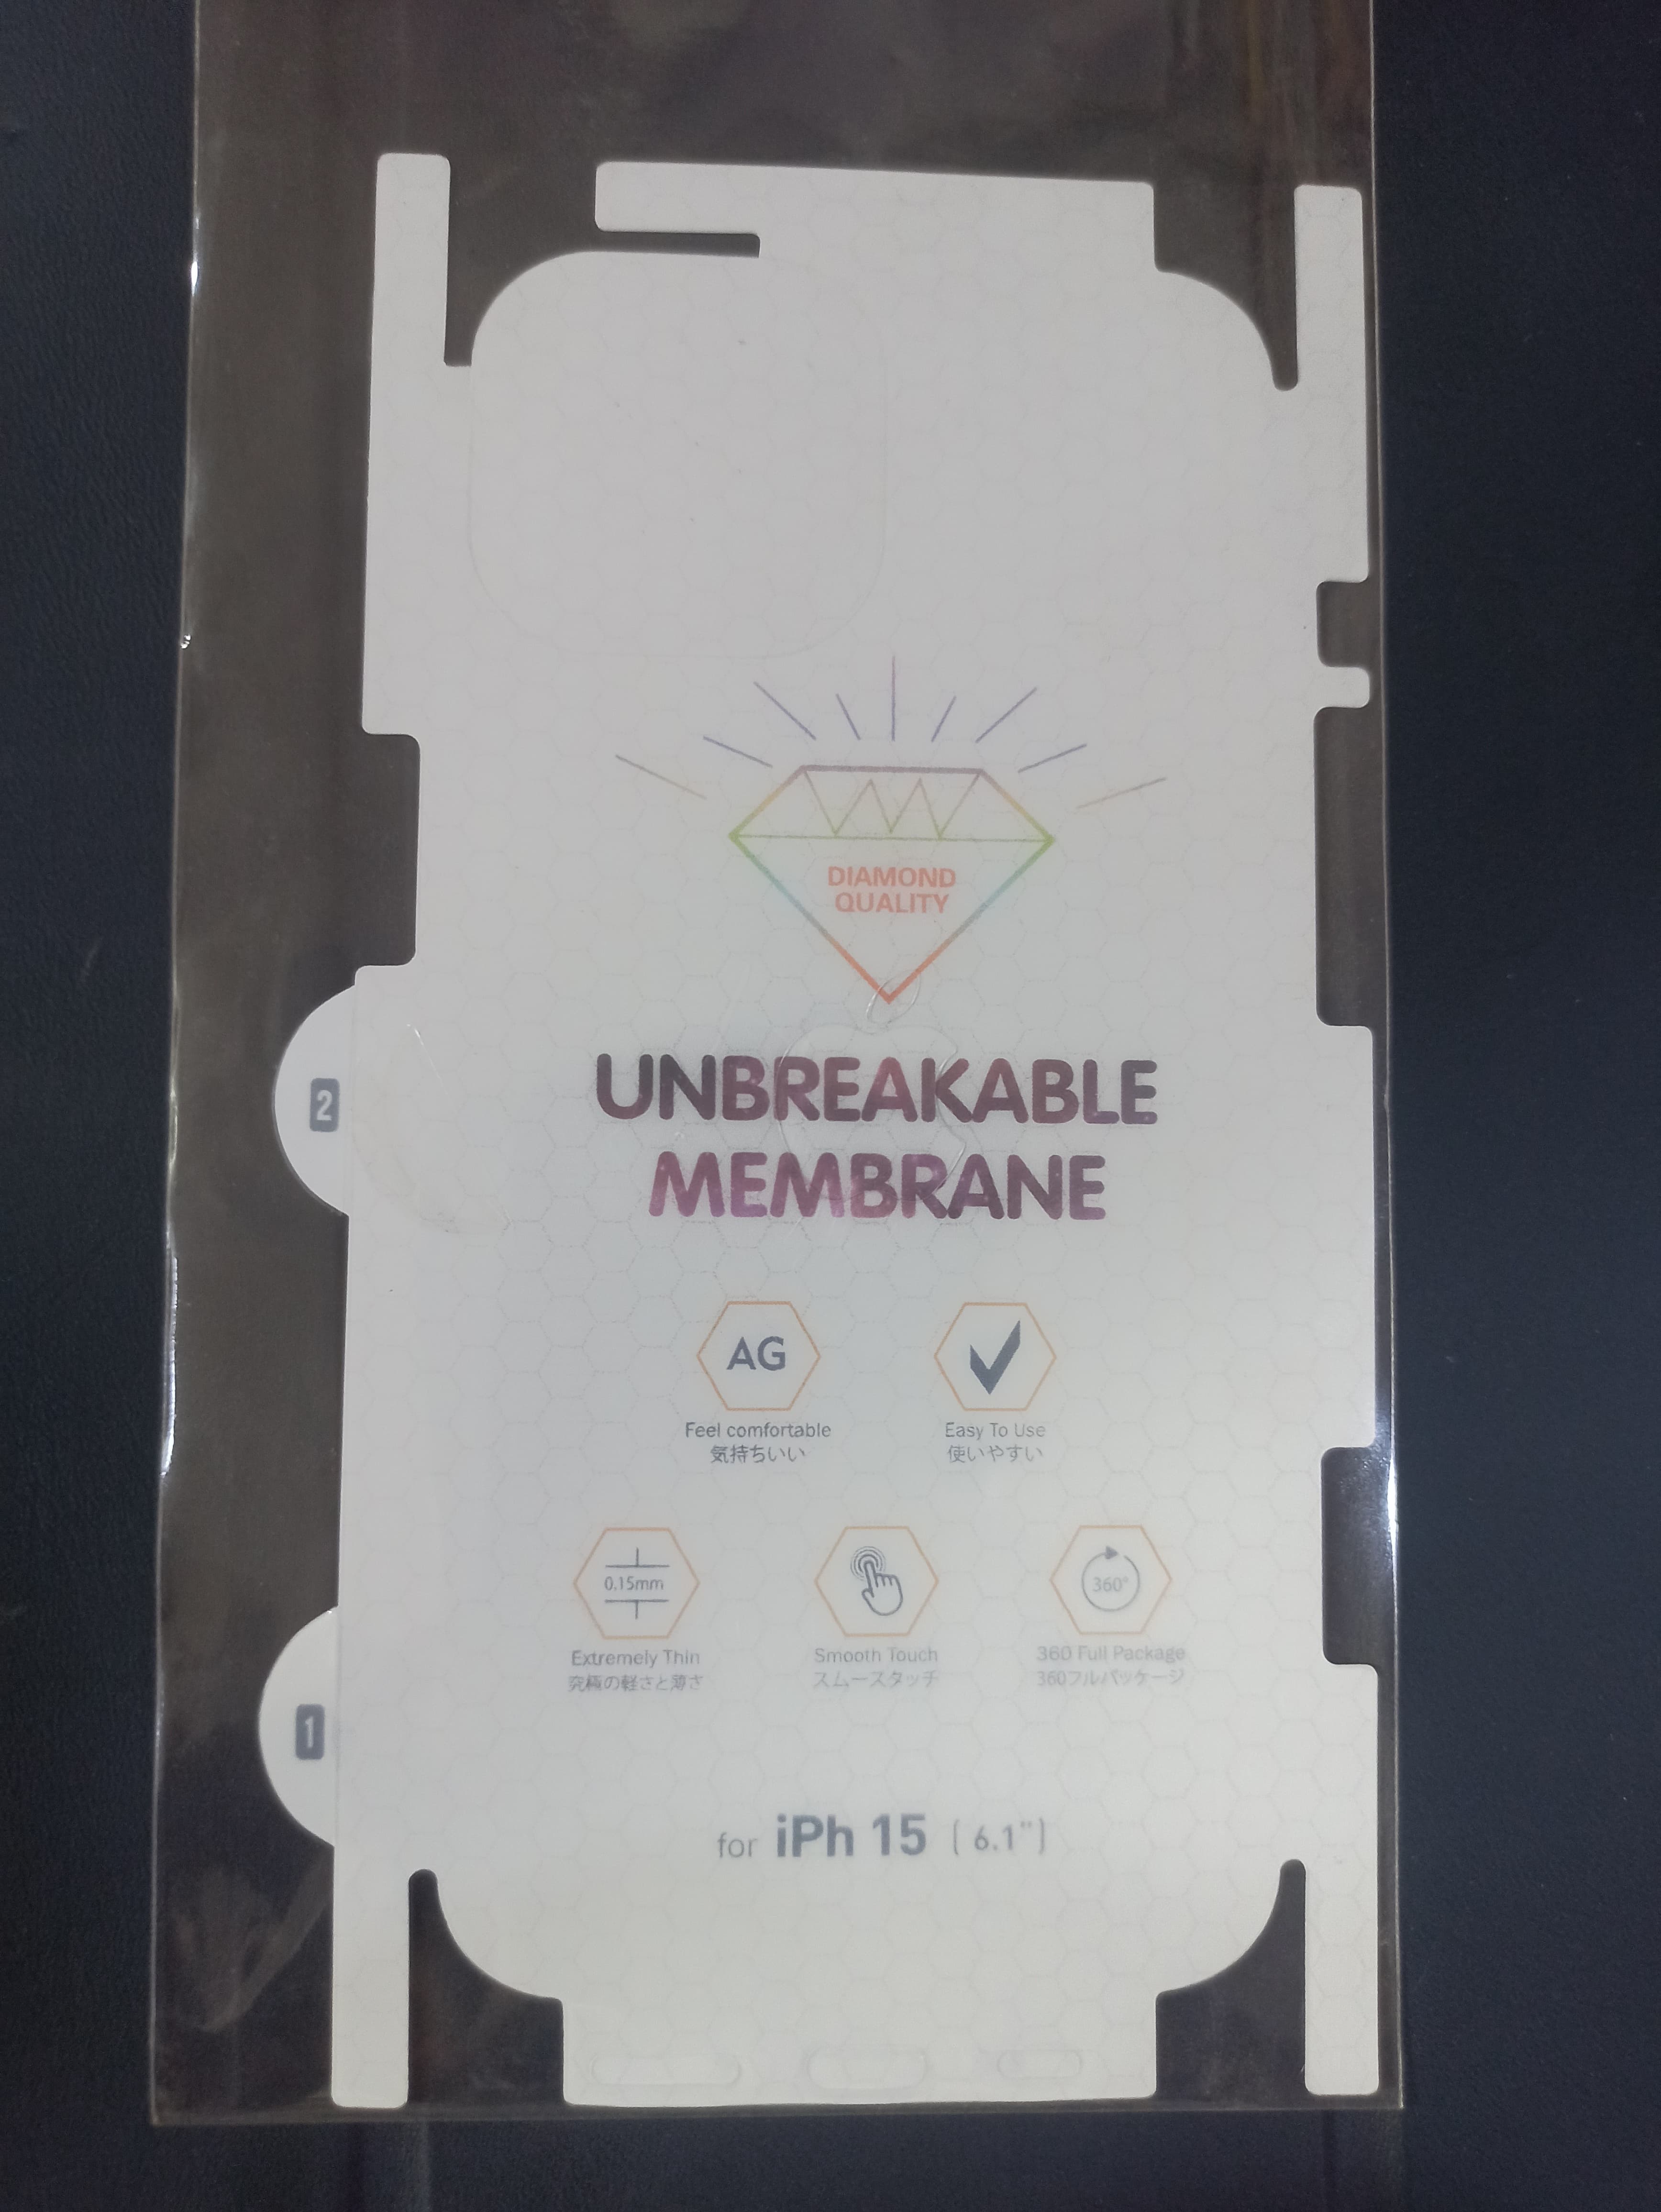 DIAMOND
QUALITY
2
UNBREAKABLE
MEMBRANE
AG
Feel comfortable
気持ちいい
Easy To Use
使いやすい
0.15mm
Extremely Thin
究極の軽さと薄さ
Smooth Touch
スムースタッチ
360°
360 Full Package
360フルパッケージ
1
for iPh 15 [ 6.1" ]